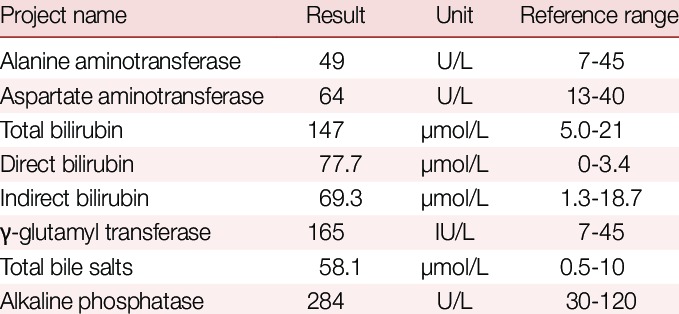 Project name Result Unit Reference range
Alanine aminotransferase 49 U/L 7-45
Aspartate aminotransferase 64 U/L 13-40
Total bilirubin 147 μmol/L 5.0-21
Direct bilirubin 77.7 μmol/L 0-3.4
Indirect bilirubin 69.3 μmol/L 1.3-18.7
γ-glutamyl transferase 165 IU/L 7-45
Total bile salts 58.1 μmol/L 0.5-10
Alkaline phosphatase 284 U/L 30-120